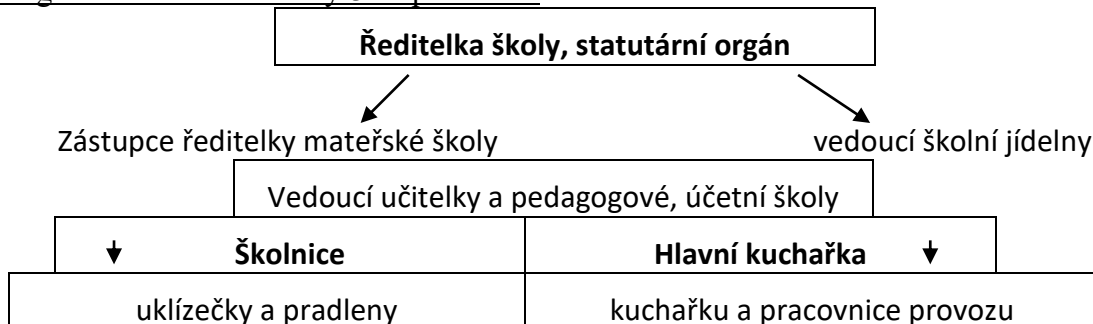 Ředitelka školy, statutární orgán
Zástupce ředitelky mateřské školy vedoucí školní jídelny
Vedoucí učitelky a pedagogové, účetní školy
Školnice Hlavní kuchařka
uklízečky a pradleny kuchařku a pracovnice provozu